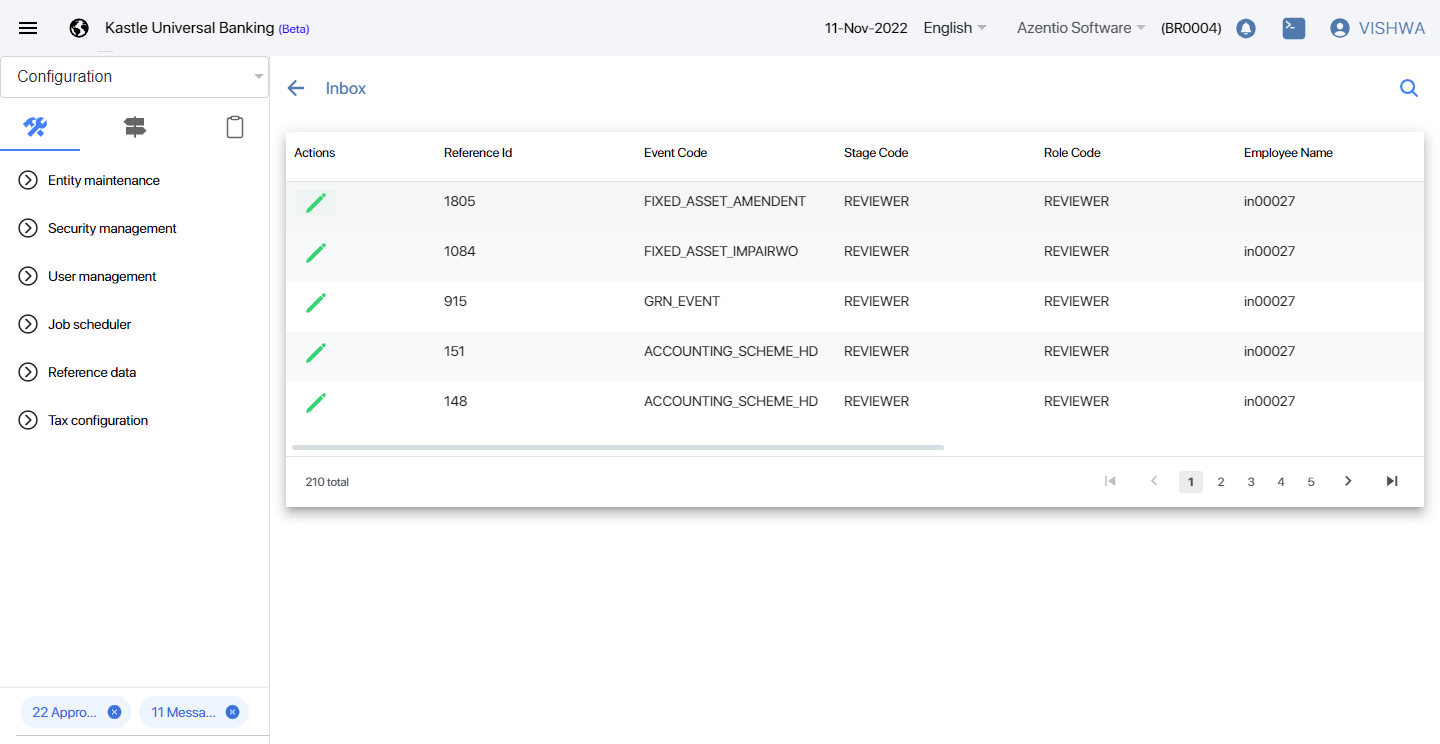 Kastle Universal Banking (Beta) 11-Nov-2022 English Azentio Software (BR0004) VISHWA
Configuration
Inbox
Entity maintenance
Security management
User management
Job scheduler
Reference data
Tax configuration
Actions Reference Id Event Code Stage Code Role Code Employee Name
1805 FIXED_ASSET_AMENDENT REVIEWER REVIEWER in00027
1084 FIXED_ASSET_IMPAIRWO REVIEWER REVIEWER in00027
915 GRN_EVENT REVIEWER REVIEWER in00027
151 ACCOUNTING_SCHEME_HD REVIEWER REVIEWER in00027
148 ACCOUNTING_SCHEME_HD REVIEWER REVIEWER in00027
210 total 1 2 3 4 5
22 Appro... 11 Messa...